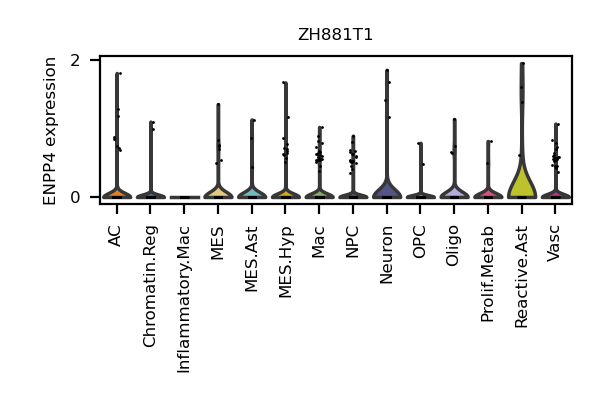 ZH881T1
ENPP4 expression
2
0
AC
Chromatin.Reg
Inflammatory.Mac
MES
MES.Ast
MES.Hyp
Mac
NPC
Neuron
OPC
Oligo
Prolif.Metab
Reactive.Ast
Vasc